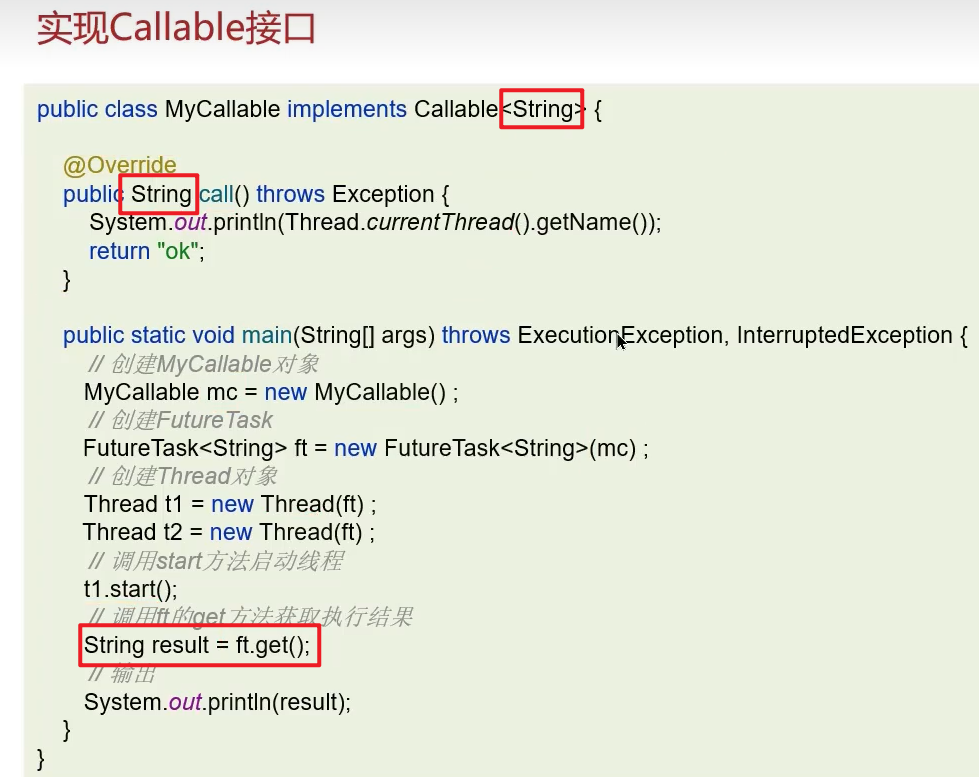 实现Callable接口
public class MyCallable implements Callable<String> {
@Override
public String call() throws Exception {
System.out.println(Thread.currentThread().getName());
return "ok";
}
public static void main(String[] args) throws ExecutionException, InterruptedException {
// 创建MyCallable对象
MyCallable mc = new MyCallable() ;
// 创建FutureTask
FutureTask<String> ft = new FutureTask<String>(mc) ;
// 创建Thread对象
Thread t1 = new Thread(ft) ;
Thread t2 = new Thread(ft) ;
// 调用start方法启动线程
t1.start();
// 调用ft的get方法获取执行结果
String result = ft.get();
// 输出
System.out.println(result);
}
}